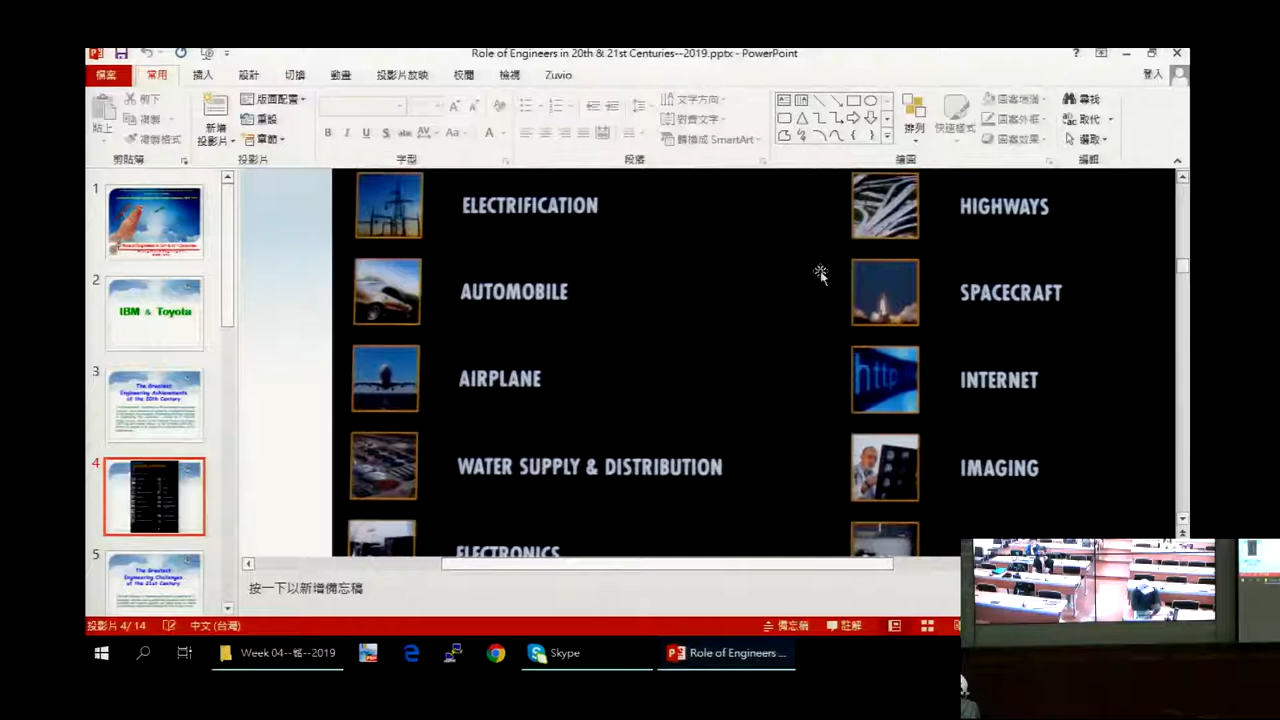 Role of Engineers in 20th & 21st Centuries--2019.pptx - PowerPoint
檔案 常用 插入 設計 切換 動畫 投影片放映 校閱 檢視 Zuvio 登入
貼上 剪下 複製 複製格式 剪貼簿
新增投影片 版面配置 重設 章節 投影片
字型
文字方向 對齊文字 轉換成 SmartArt 段落
排列 快速樣式 圖案填滿 圖案外框 圖案效果 繪圖
尋找 取代 選取 編輯
1
2
IBM & Toyota
3
The Greatest
Engineering Achievements
of the 20th Century
4
5
The Greatest
Engineering Challenges
of the 21st Century
ELECTRIFICATION
HIGHWAYS
AUTOMOBILE
SPACECRAFT
AIRPLANE
http
INTERNET
WATER SUPPLY & DISTRIBUTION
IMAGING
ELECTRONICS
按一下以新增備忘稿
投影片 4/14 中文 (台灣) 備忘稿 註解
Skype
Role of Engineers ...